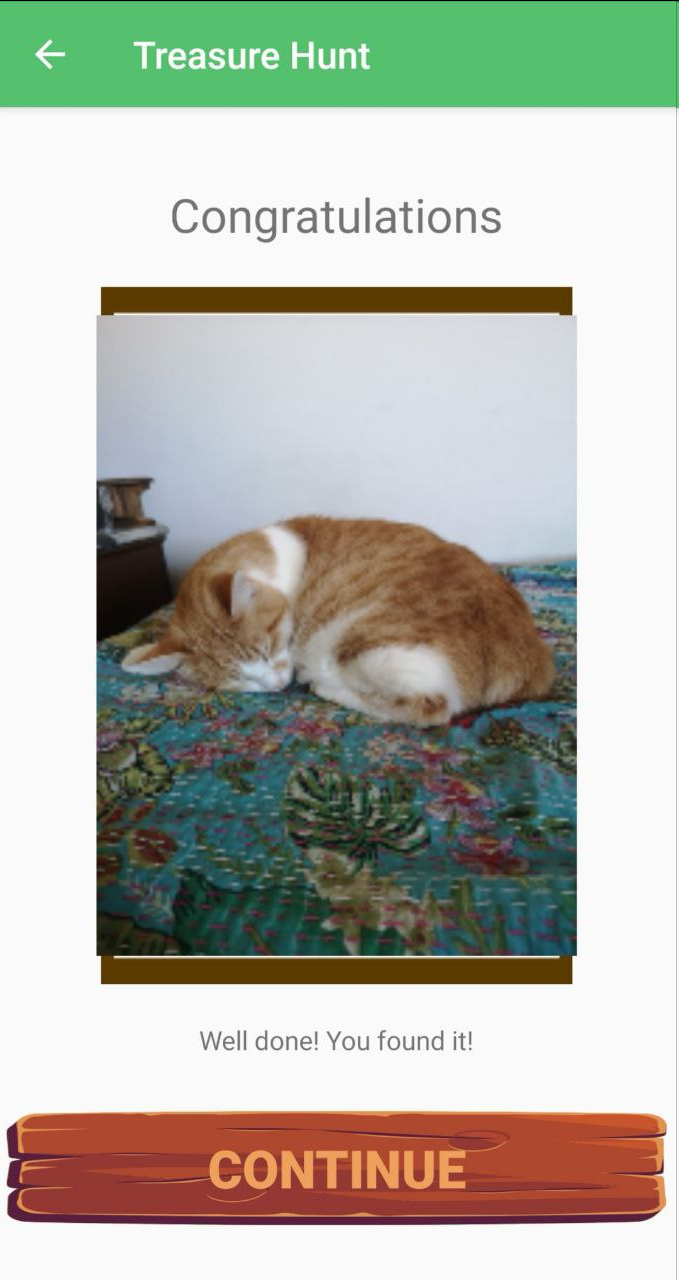 Treasure Hunt
Congratulations
Well done! You found it!
CONTINUE